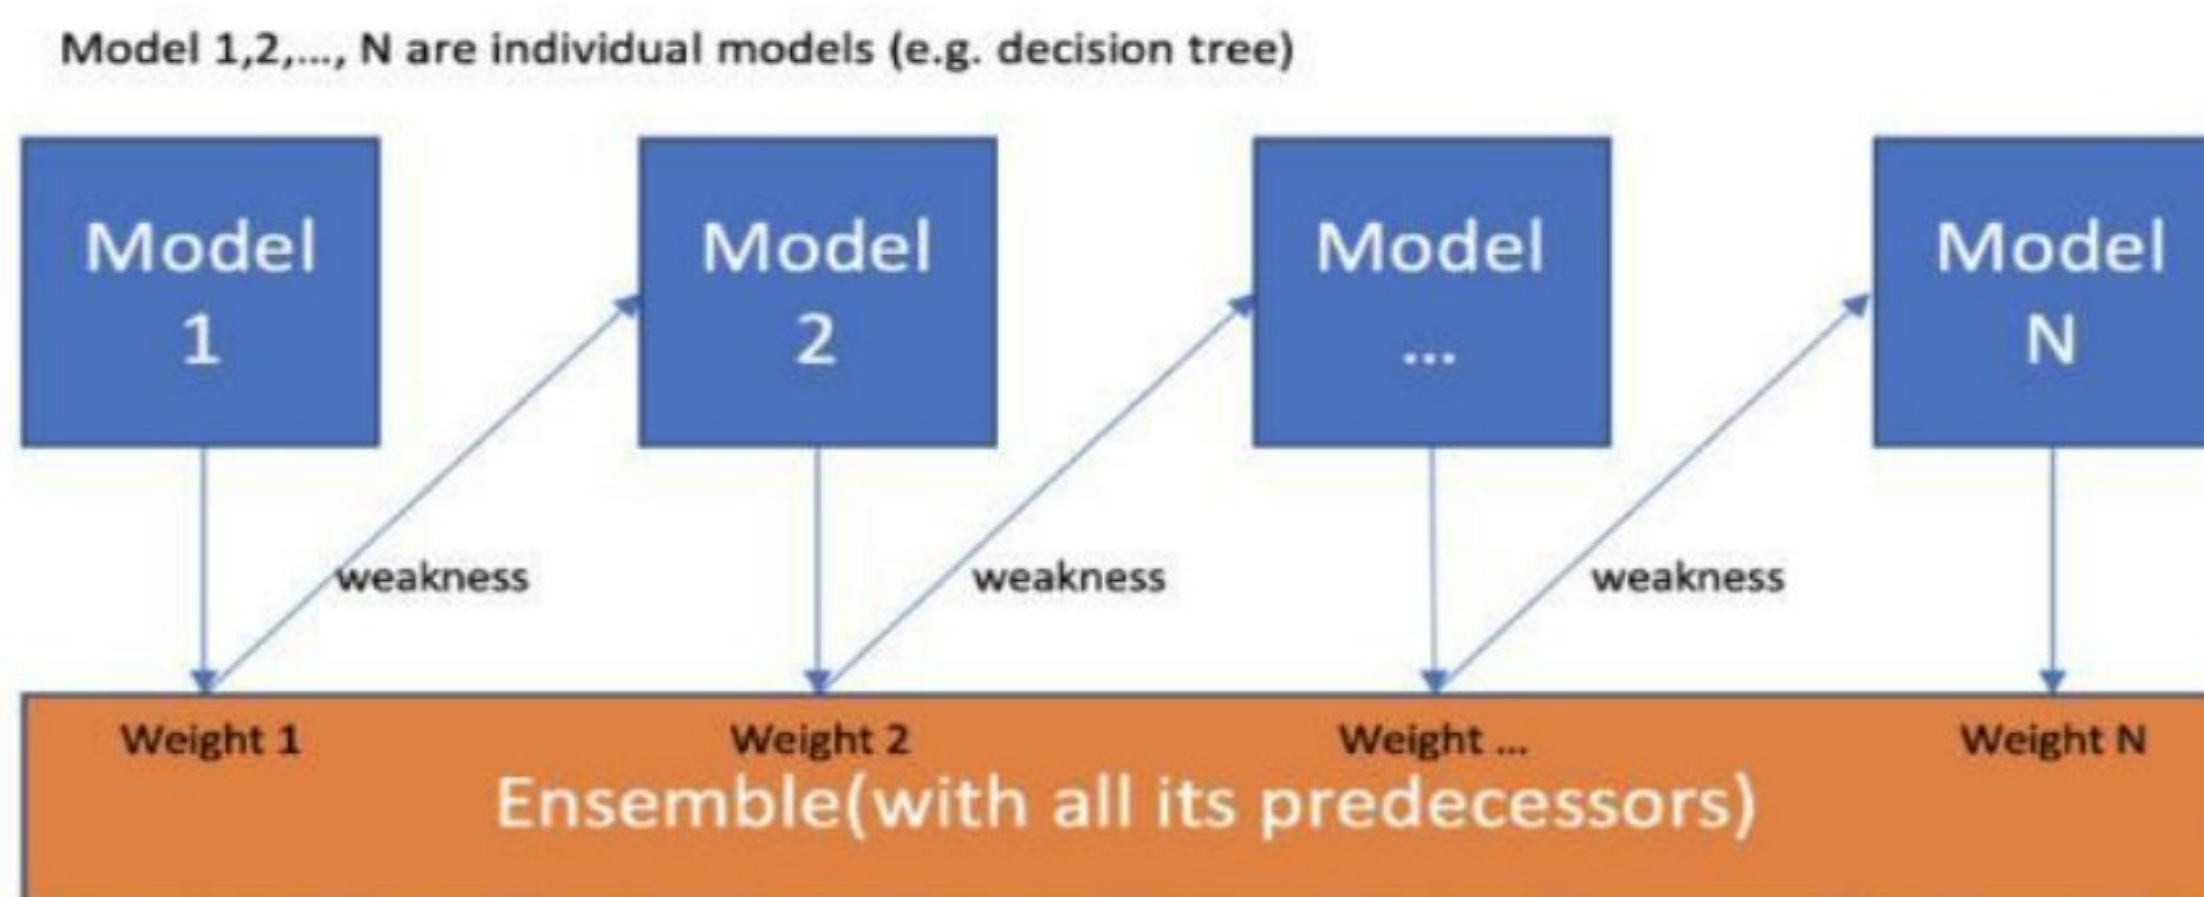 Model 1,2,..., N are individual models (e.g. decision tree)
Model
1
Model
2
Model
...
Model
N
weakness
weakness
weakness
Weight 1
Weight 2
Weight ...
Weight N
Ensemble(with all its predecessors)